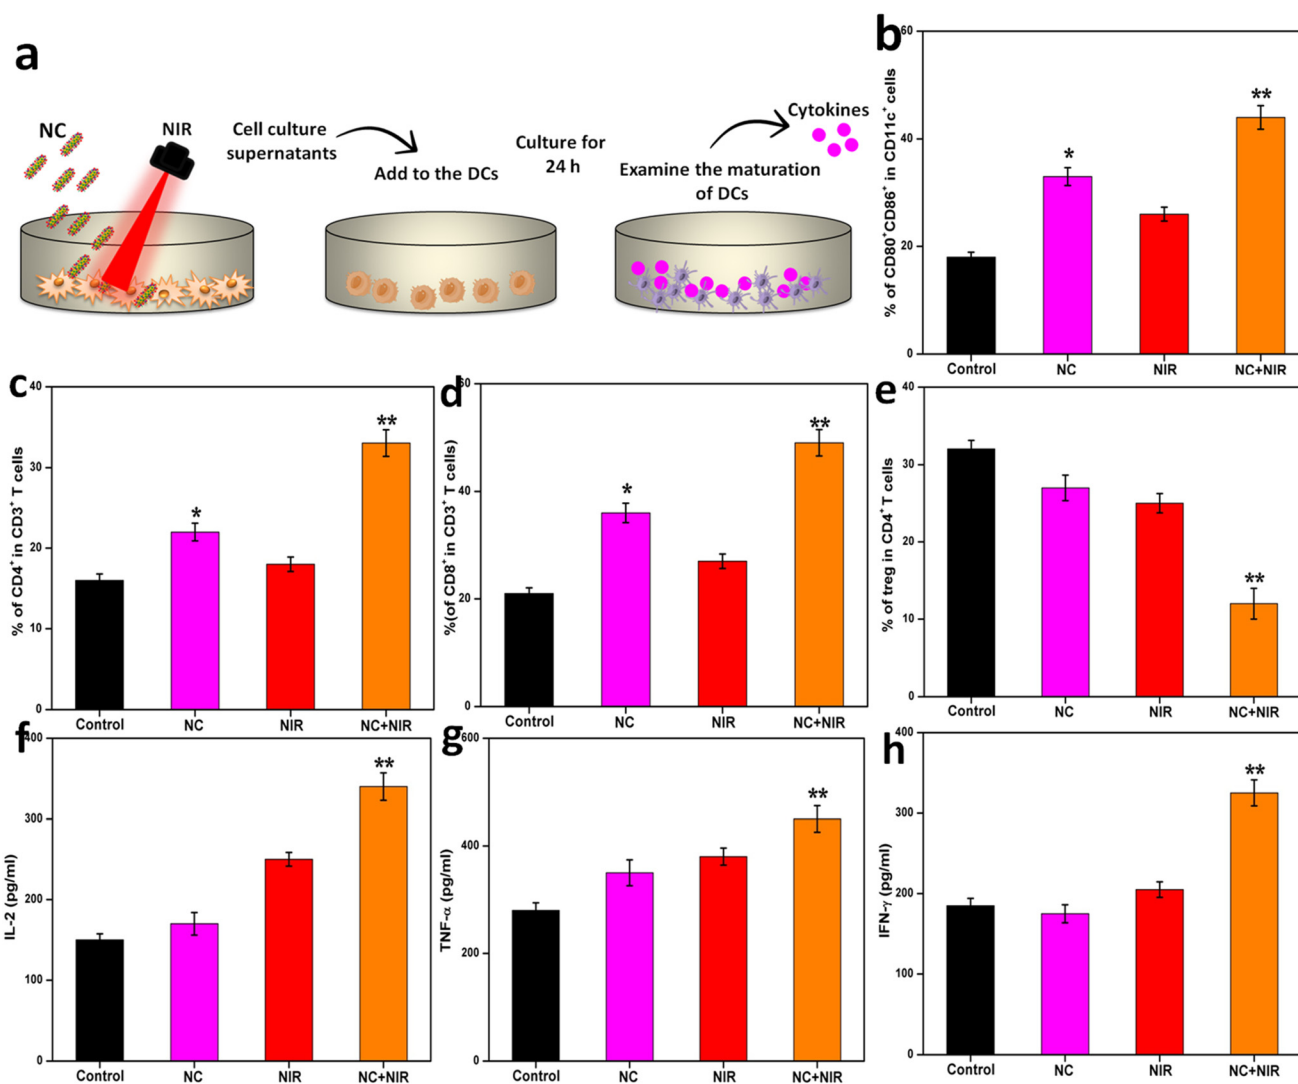 a
NC
NIR
Cell culture
supernatants
Add to the DCs
Culture for
24 h
Examine the maturation
of DCs
Cytokines
b
% of CD80⁺CD86⁺ in CD11c⁺ cells
60
40
20
0
*
**
Control
NC
NIR
NC+NIR
c
% of CD4⁺ in CD3⁺ T cells
40
30
20
10
0
*
**
Control
NC
NIR
NC+NIR
d
%(of CD8⁺ in CD3⁺ T cells)
60
40
20
0
*
**
Control
NC
NIR
NC+NIR
e
% of treg in CD4⁺ T cells
40
30
20
10
0
**
Control
NC
NIR
NC+NIR
f
IL-2 (pg/ml)
400
300
200
100
0
**
Control
NC
NIR
NC+NIR
g
TNF-α (pg/ml)
600
400
200
0
**
Control
NC
NIR
NC+NIR
h
IFN-γ (pg/ml)
400
300
200
100
0
**
Control
NC
NIR
NC+NIR